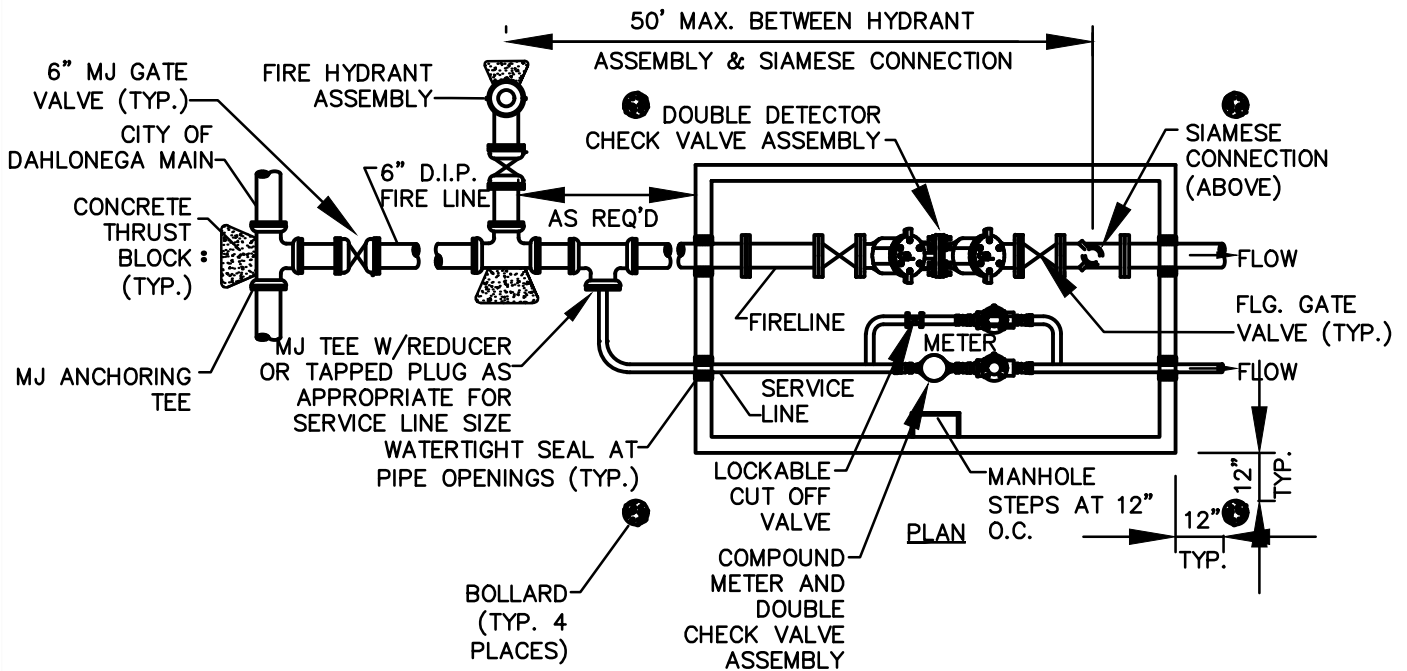 50' MAX. BETWEEN HYDRANT
ASSEMBLY & SIAMESE CONNECTION
6" MJ GATE
VALVE (TYP.)
FIRE HYDRANT
ASSEMBLY
CITY OF
DAHLONEGA MAIN
DOUBLE DETECTOR
CHECK VALVE ASSEMBLY
SIAMESE
CONNECTION
(ABOVE)
6" D.I.P.
FIRE LINE
AS REQ'D
CONCRETE
THRUST
BLOCK :
(TYP.)
FLOW
FIRELINE
FLG. GATE
VALVE (TYP.)
METER
MJ ANCHORING
TEE
MJ TEE W/REDUCER
OR TAPPED PLUG AS
APPROPRIATE FOR
SERVICE LINE SIZE
SERVICE
LINE
FLOW
WATERTIGHT SEAL AT
PIPE OPENINGS (TYP.)
LOCKABLE
CUT OFF
VALVE
MANHOLE
STEPS AT 12"
O.C.
PLAN
12"
TYP.
12"
TYP.
COMPOUND
METER AND
DOUBLE
CHECK VALVE
ASSEMBLY
BOLLARD
(TYP. 4
PLACES)